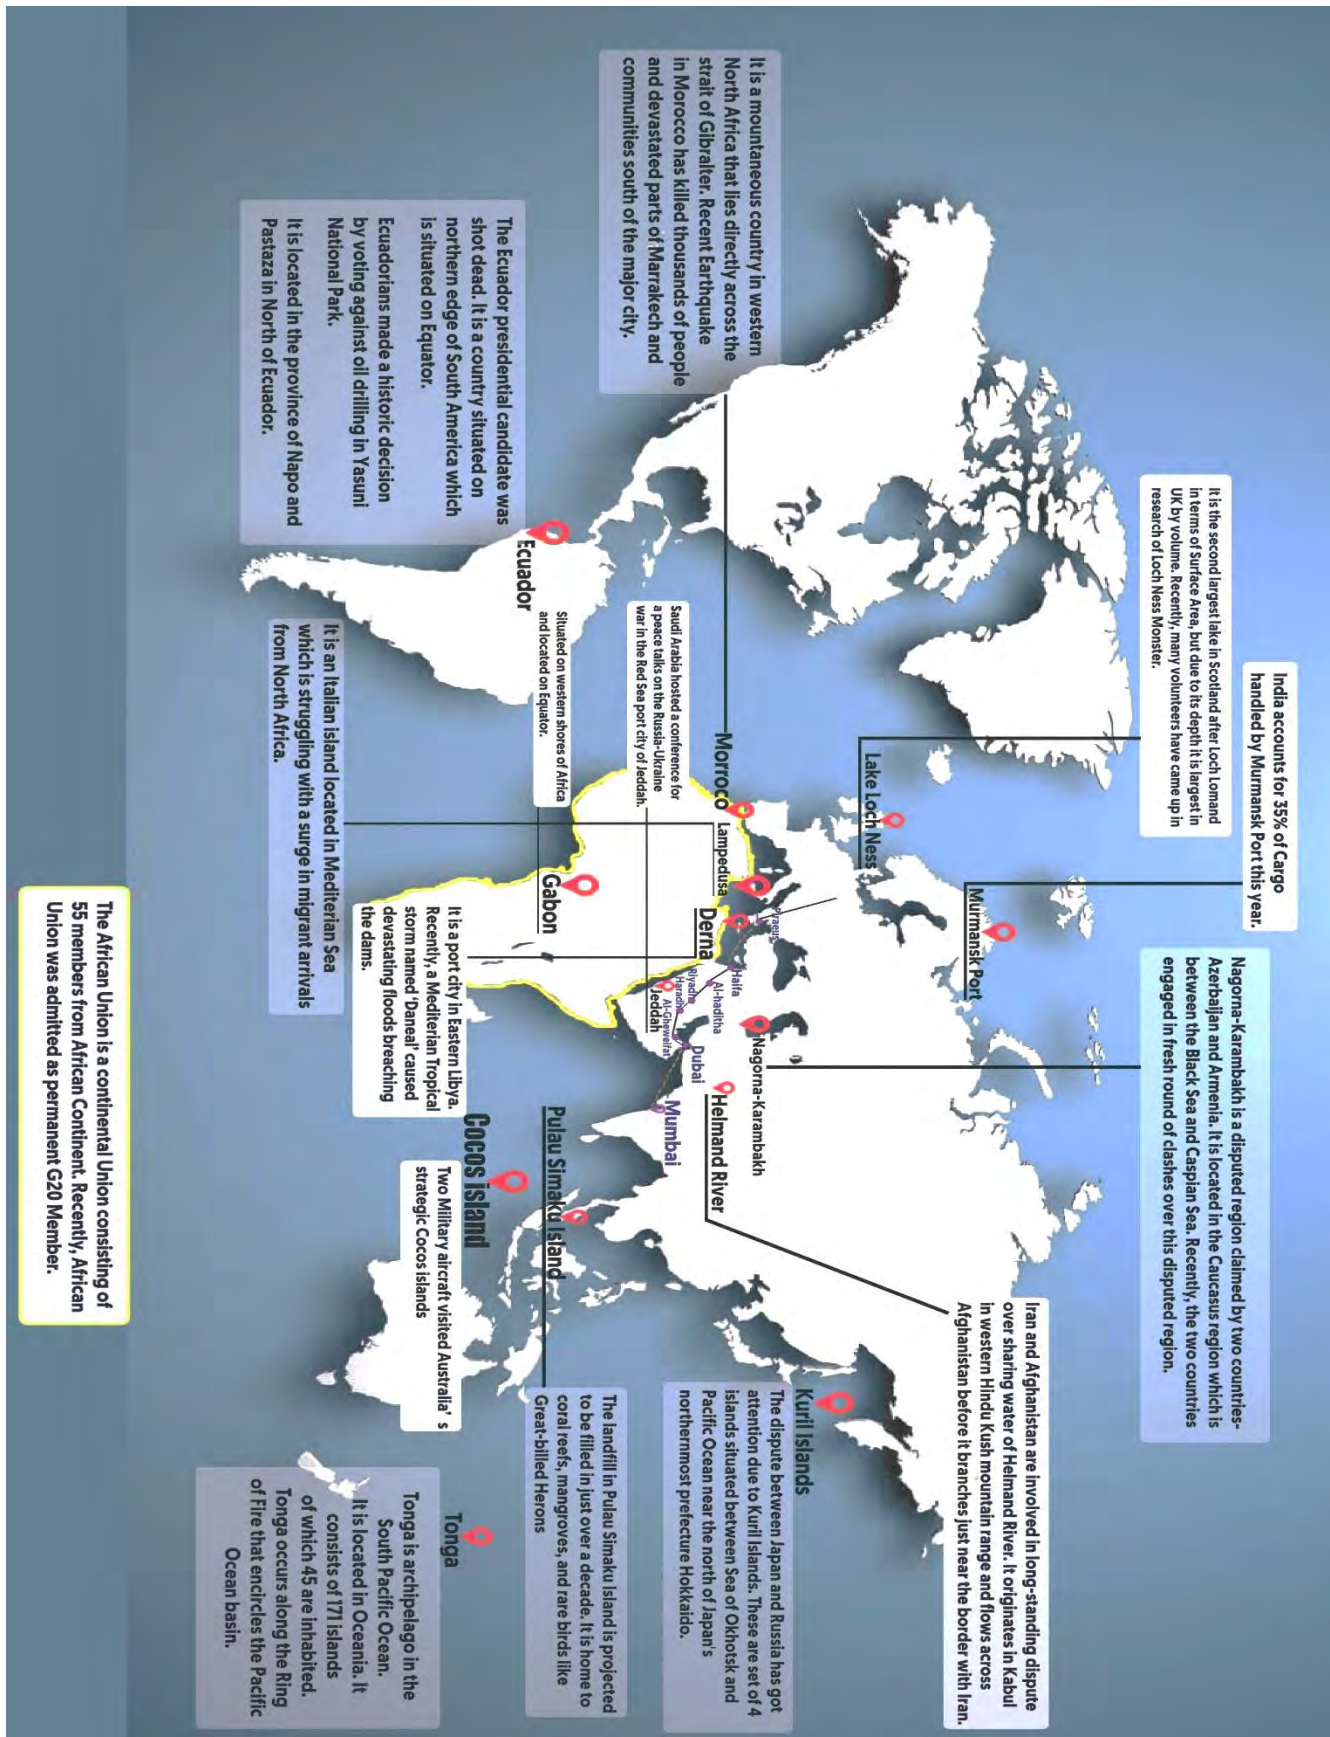 India accounts for 35% of Cargo
handled by Murmansk Port this year.
It is the second largest lake in Scotland after Loch Lomand
in terms of Surface Area, but due to its depth it is largest in
UK by volume. Recently, many volunteers have came up in
research of Loch Ness Monster.
Nagorna-Karambakh is a disputed region claimed by two countries-
Azerbaijan and Armenia. It is located in the Caucasus region which is
between the Black Sea and Caspian Sea. Recently, the two countries
engaged in fresh round of clashes over this disputed region.
Iran and Afghanistan are involved in long-standing dispute
over sharing water of Helmand River. It originates in Kabul
in western Hindu Kush mountain range and flows across
Afghanistan before it branches just near the border with Iran.
Murmansk Port
Lake Loch Ness
Kuril Islands
The dispute between Japan and Russia has got
attention due to Kuril Islands. These are set of 4
islands situated between Sea of Okhotsk and
Pacific Ocean near the north of Japan's
northernmost prefecture Hokkaido.
It is a mountaneous country in western
North Africa that lies directly across the
strait of Gibralter. Recent Earthquake
in Morocco has killed thousands of people
and devastated parts of Marrakech and
communities south of the major city.
Morroco
Lampedusa
Derna
Piraeus
Haifa
Al-haditha
Riyadh
Haradh
Al-Ghewelfat
Jeddah
Dubai
Mumbai
Nagorna-Karambakh
Helmand River
Saudi Arabia hosted a conference for
a peace talks on the Russia-Ukraine
war in the Red Sea port city of Jeddah.
Situated on western shores of Africa
and located on Equator.
Gabon
Ecuador
The Ecuador presidential candidate was
shot dead. It is a country situated on
northern edge of South America which
is situated on Equator.
Ecuadorians made a historic decision
by voting against oil drilling in Yasuni
National Park.
It is located in the province of Napo and
Pastaza in North of Ecuador.
It is an Italian Island located in Mediterian Sea
which is struggling with a surge in migrant arrivals
from North Africa.
It is a port city in Eastern Libya.
Recently, a Mediterian Tropical
storm named 'Daneal' caused
devastating floods breaching
the dams.
Pulau Simaku Island
The landfill in Pulau Simaku Island is projected
to be filled in just over a decade. It is home to
coral reefs, mangroves, and rare birds like
Great-billed Herons
Cocos island
Two Military aircraft visited Australia' s
strategic Cocos islands
Tonga
Tonga is archipelago in the
South Pacific Ocean.
It is located in Oceania. It
consists of 171 islands
of which 45 are inhabited.
Tonga occurs along the Ring
of Fire that encircles the Pacific
Ocean basin.
The African Union is a continental Union consisting of
55 members from African Continent. Recently, African
Union was admitted as permanent G20 Member.